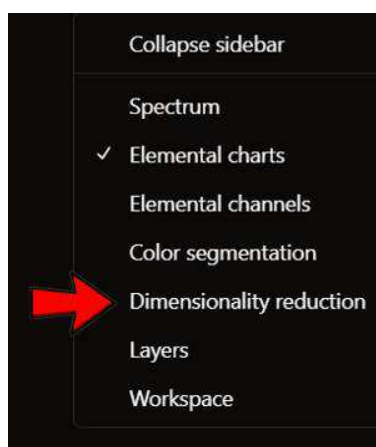 Collapse sidebar
Spectrum
Elemental charts
Elemental channels
Color segmentation
Dimensionality reduction
Layers
Workspace